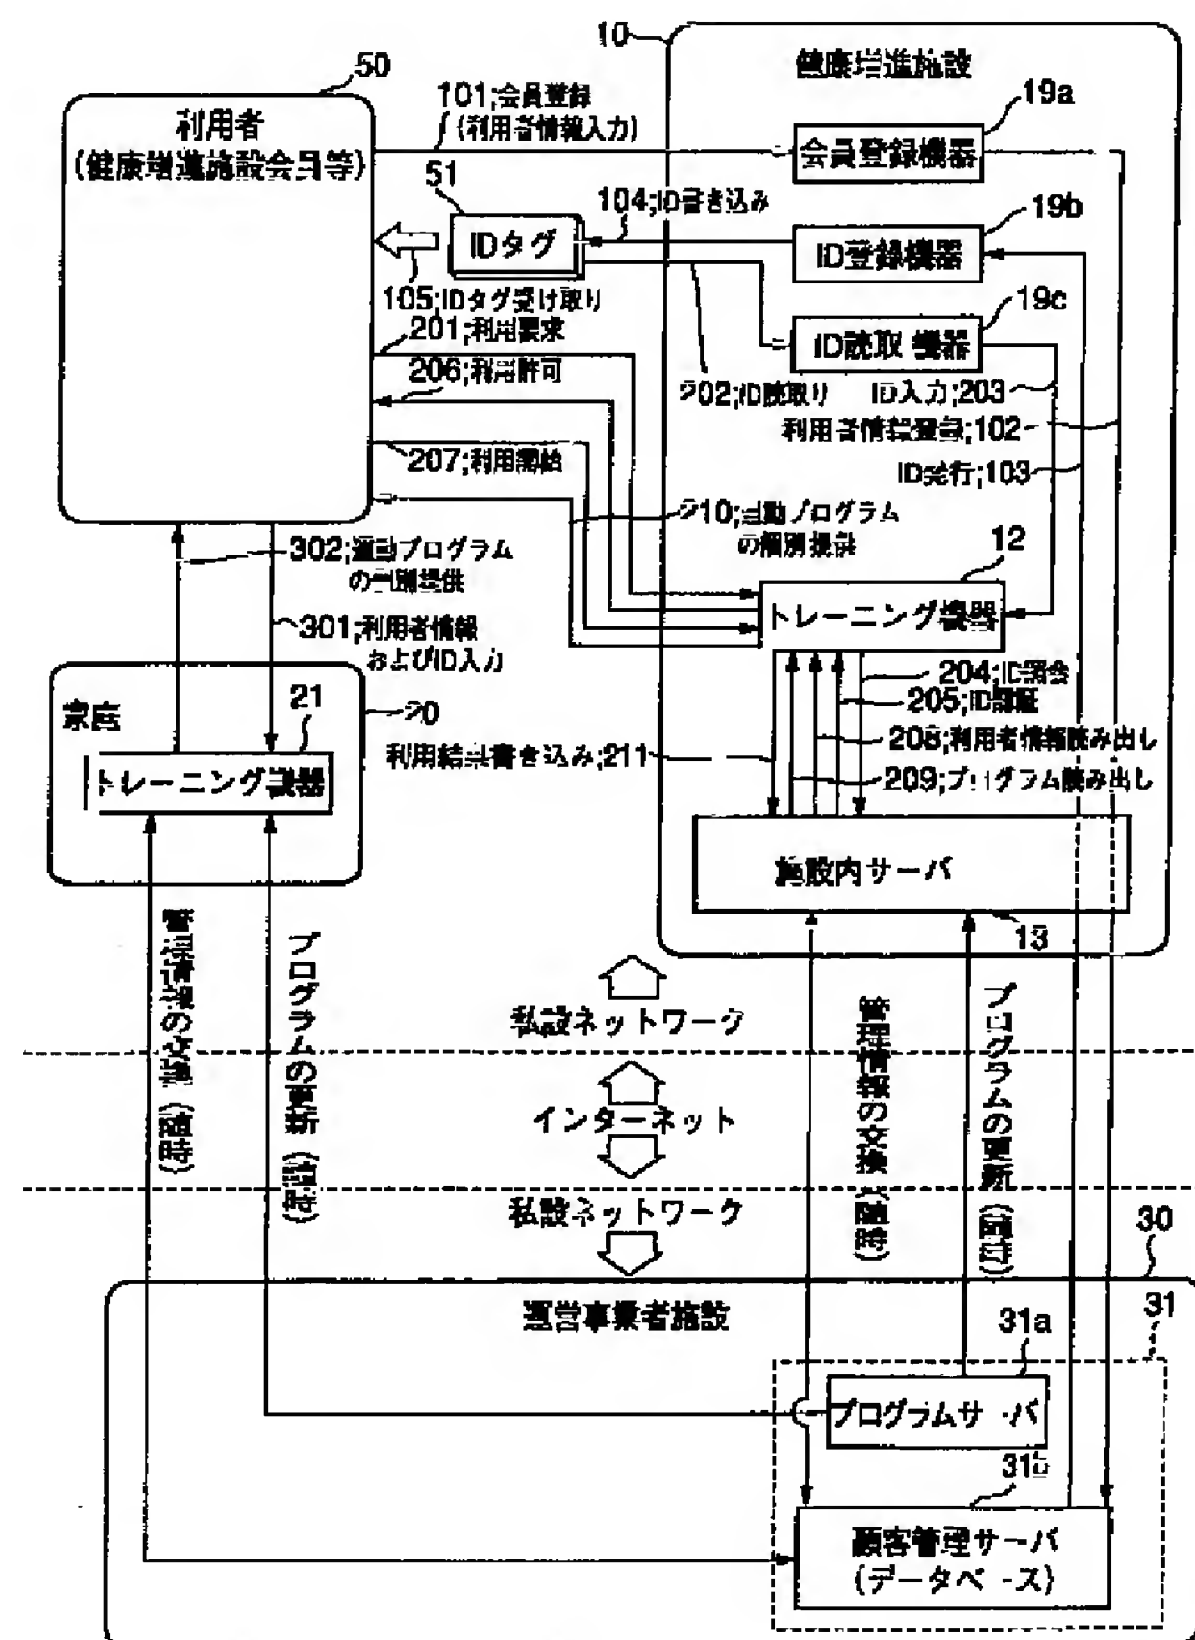 10
健康増進施設
50
利用者
(健康増進施設会員等)
101;会員登録
(利用者情報入力)
19a
会員登録機器
51
IDタグ
104;ID書き込み
19b
ID登録機器
105;IDタグ受け取り
19c
ID読取 機器
201;利用要求
206;利用許可
202;ID読取り
ID入力;203
利用者情報登録;102
207;利用開始
ID発行;103
210;自動プログラム
の個別提供
302;運動プログラム
の個別提供
12
トレーニング機器
301;利用者情報
およびID入力
204;ID照会
205;ID認証
家庭
21
20
208;利用者情報読み出し
利用結果書き込み;211
209;プログラム読み出し
トレーニング機器
施設内サーバ
13
管理情報の交換(随時)
プログラムの更新(随時)
管理情報の交換(随時)
プログラムの更新(随時)
私設ネットワーク
インターネット
私設ネットワーク
30
運営事業者施設
31
31a
プログラムサーバ
31b
顧客管理サーバ
(データベース)